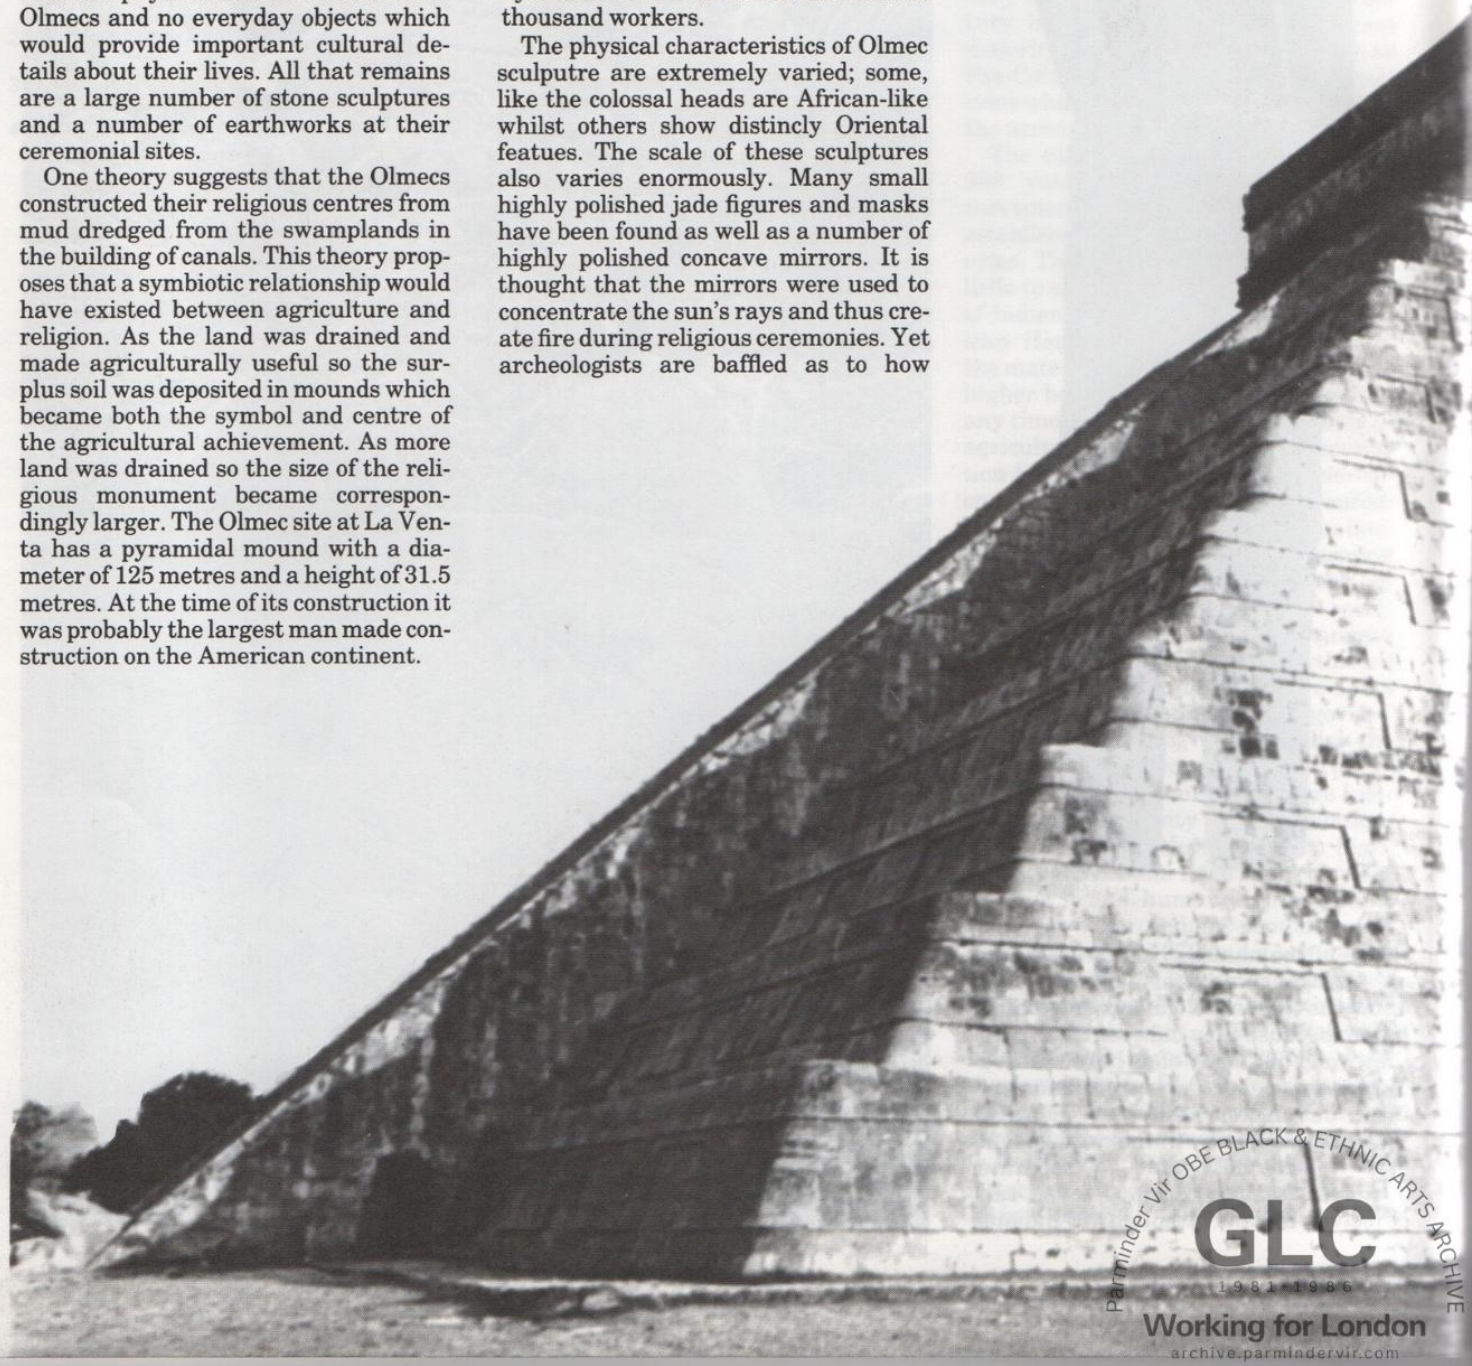 Olmecs and no everyday objects which
would provide important cultural de-
tails about their lives. All that remains
are a large number of stone sculptures
and a number of earthworks at their
ceremonial sites.
One theory suggests that the Olmecs
constructed their religious centres from
mud dredged from the swamplands in
the building of canals. This theory prop-
oses that a symbiotic relationship would
have existed between agriculture and
religion. As the land was drained and
made agriculturally useful so the sur-
plus soil was deposited in mounds which
became both the symbol and centre of
the agricultural achievement. As more
land was drained so the size of the reli-
gious monument became correspon-
dingly larger. The Olmec site at La Ven-
ta has a pyramidal mound with a dia-
meter of 125 metres and a height of 31.5
metres. At the time of its construction it
was probably the largest man made con-
struction on the American continent.
thousand workers.
The physical characteristics of Olmec
sculputre are extremely varied; some,
like the colossal heads are African-like
whilst others show distincly Oriental
featues. The scale of these sculptures
also varies enormously. Many small
highly polished jade figures and masks
have been found as well as a number of
highly polished concave mirrors. It is
thought that the mirrors were used to
concentrate the sun's rays and thus cre-
ate fire during religious ceremonies. Yet
archeologists are baffled as to how
Parminder Vir OBE BLACK & ETHNIC ARTS ARCHIVE
GLC
1981-1986
Working for London
archive.parmindervir.com